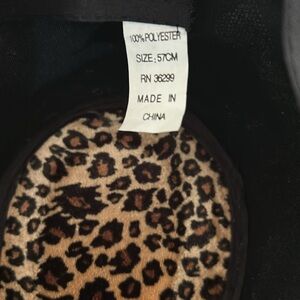 100% POLYESTER
SIZE: 57CM
RN 36299
MADE IN
CHINA